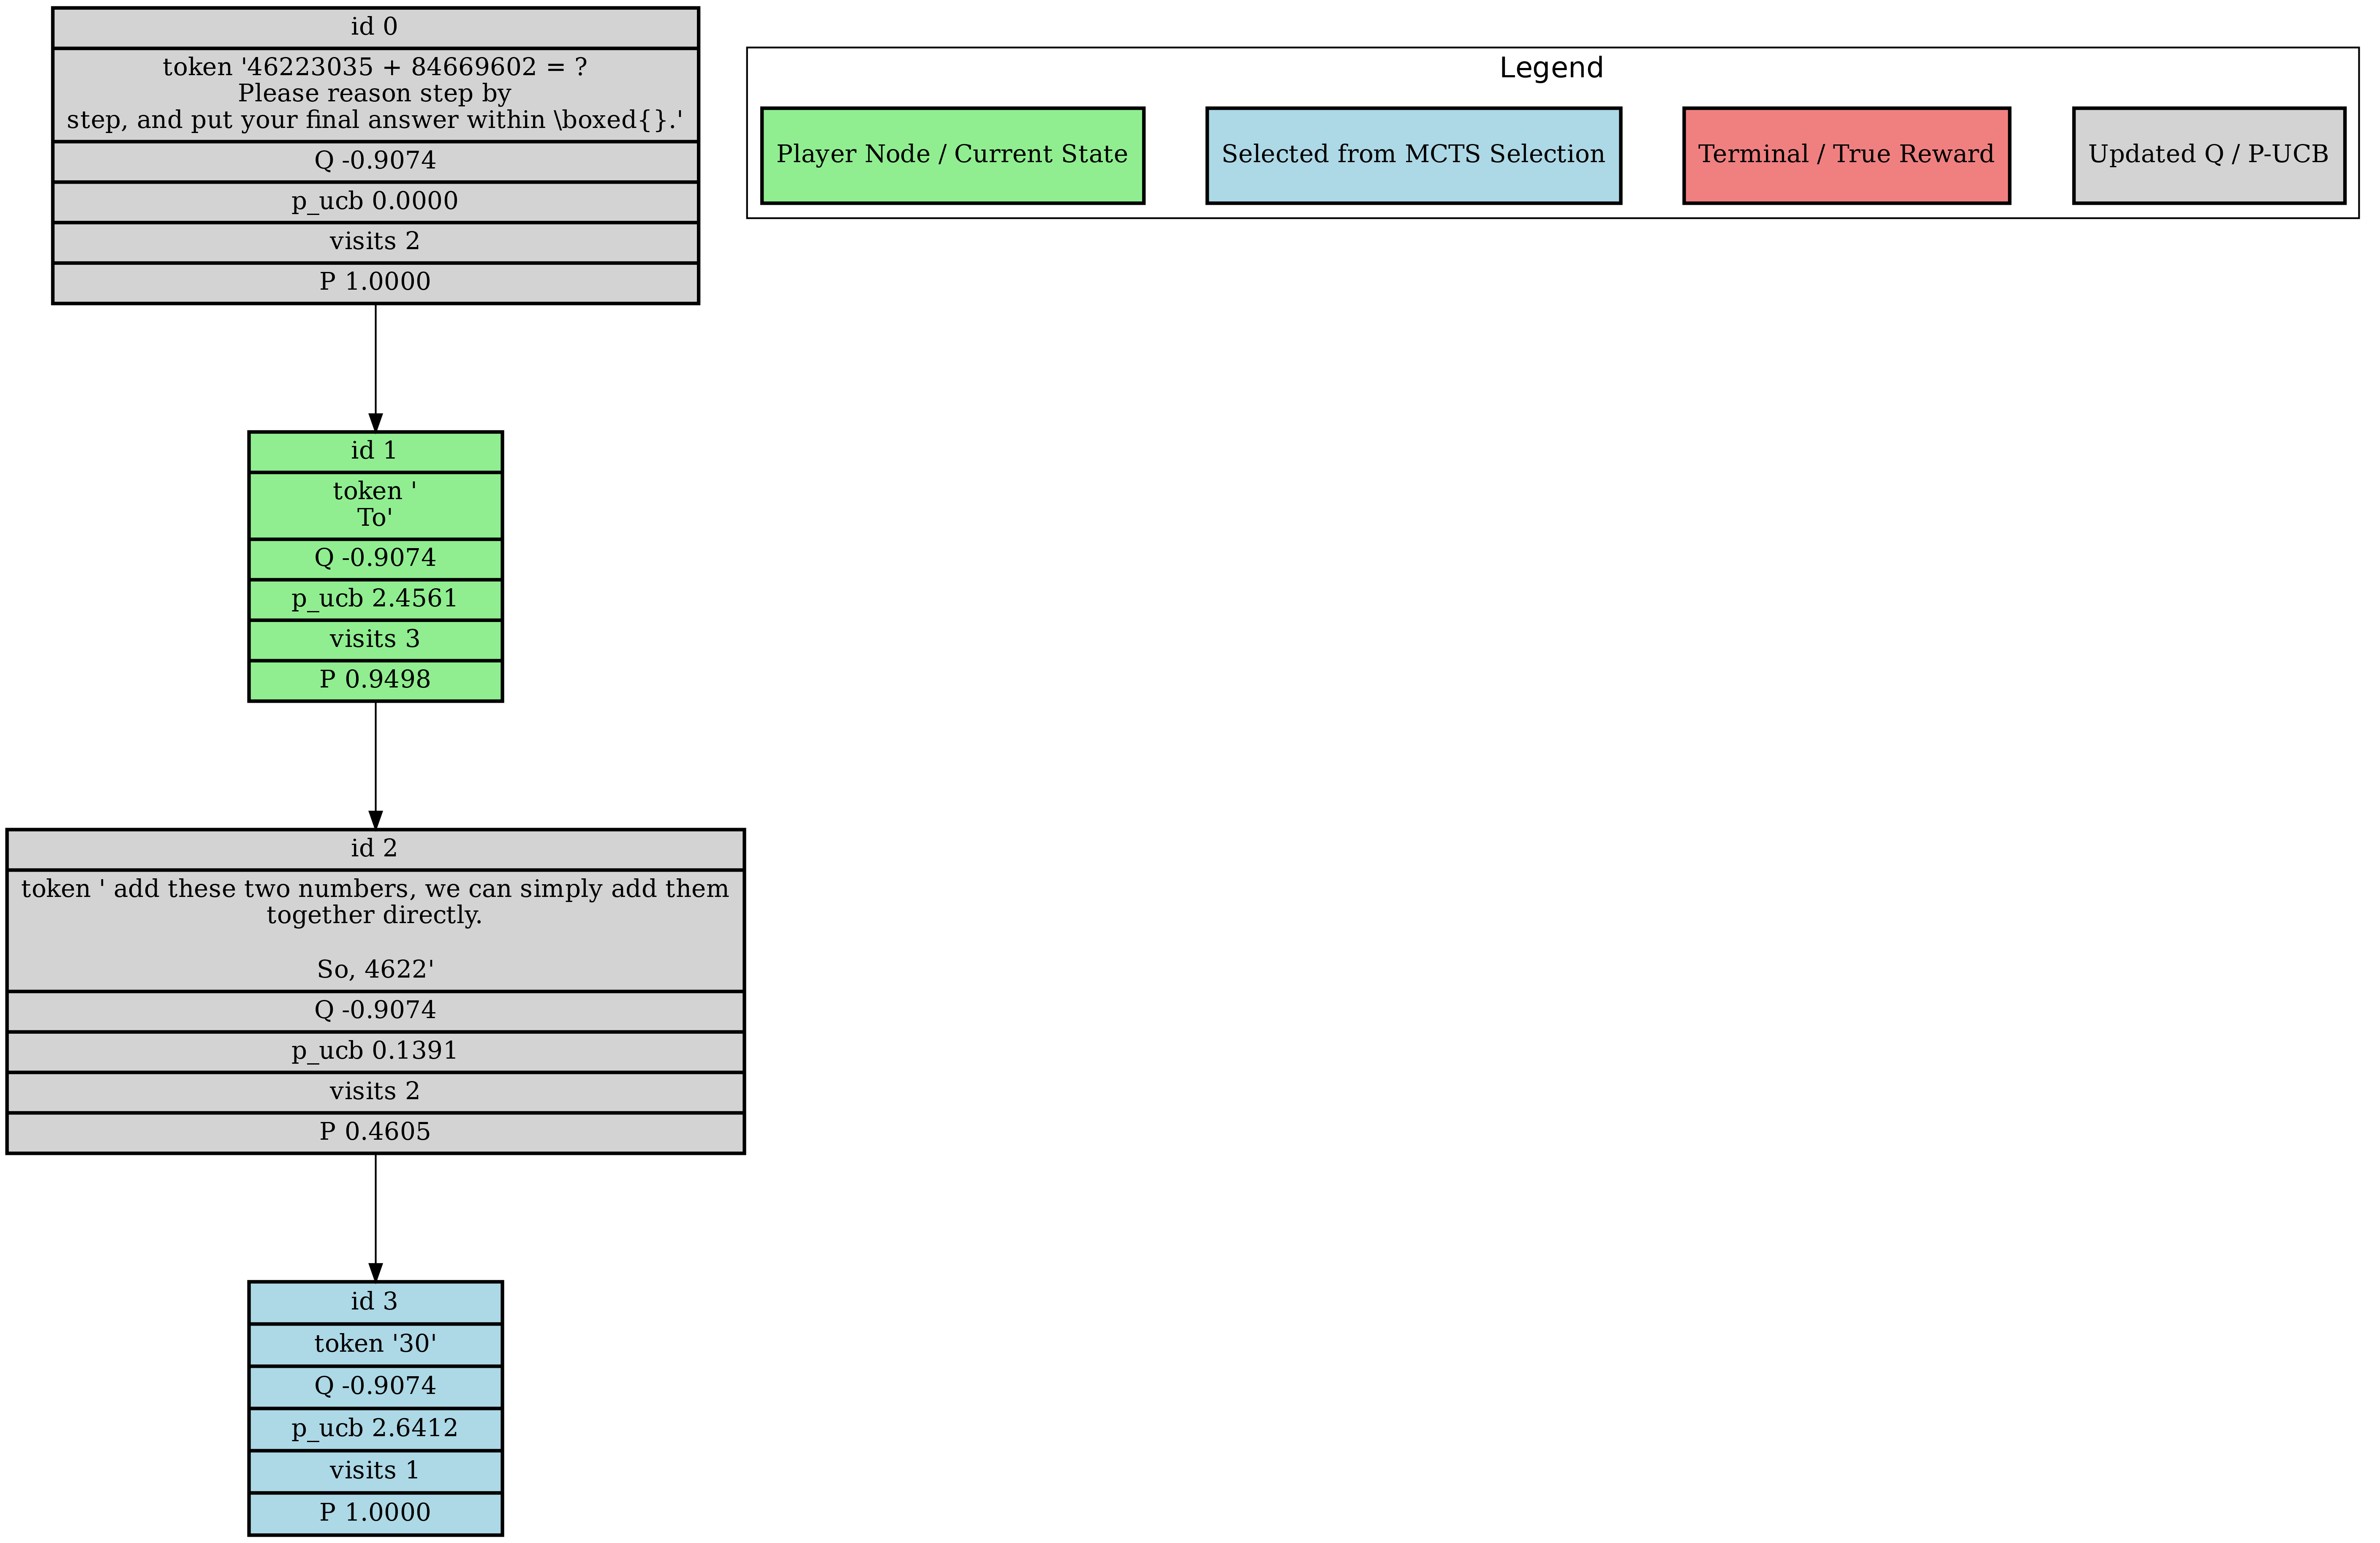 id 0
token '46223035 + 84669602 = ?
Please reason step by
step, and put your final answer within \boxed{}.'
Q -0.9074
p_ucb 0.0000
visits 2
P 1.0000
Legend
Player Node / Current State
Selected from MCTS Selection
Terminal / True Reward
Updated Q / P-UCB
id 1
token '
To'
Q -0.9074
p_ucb 2.4561
visits 3
P 0.9498
id 2
token ' add these two numbers, we can simply add them
together directly.
So, 4622'
Q -0.9074
p_ucb 0.1391
visits 2
P 0.4605
id 3
token '30'
Q -0.9074
p_ucb 2.6412
visits 1
P 1.0000